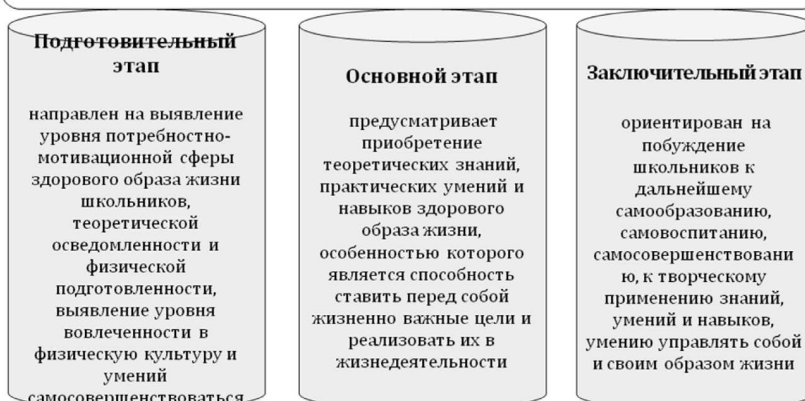 Подготовительный
этап
направлен на выявление
уровня потребностно-
мотивационной сферы
здорового образа жизни
школьников,
теоретической
осведомленности и
физической
подготовленности,
выявление уровня
вовлеченности в
физическую культуру и
умений
самосовершенствоваться
Основной этап
предусматривает
приобретение
теоретических знаний,
практических умений и
навыков здорового
образа жизни,
особенностью которого
является способность
ставить перед собой
жизненно важные цели и
реализовать их в
жизнедеятельности
Заключительный этап
ориентирован на
побуждение
школьников к
дальнейшему
самообразованию,
самовоспитанию,
самосовершенствовани
ю, к творческому
применению знаний,
умений и навыков,
умению управлять собой
и своим образом жизни